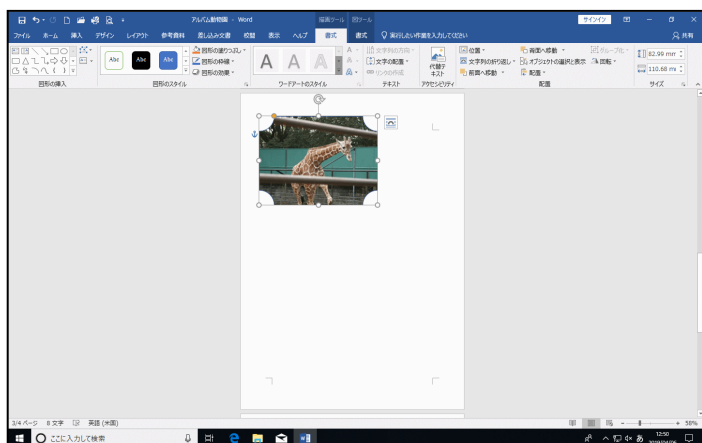 アルバム動物園 - Word
描画ツール 図ツール
サインイン
ファイル ホーム 挿入 デザイン レイアウト 参考資料 差し込み文書 校閲 表示 ヘルプ 書式 書式 実行したい作業を入力してください 共有
図形の塗りつぶし
図形の枠線
図形の効果
Abc Abc Abc
A A A
文字列の方向
文字の配置
リンクの作成
代替テ
キスト
位置
文字列の折り返し
前面へ移動
背面へ移動
オブジェクトの選択と表示
配置
グループ化
回転
82.99 mm
110.68 mm
図形の挿入 図形のスタイル ワードアートのスタイル テキスト アクセシビリティ 配置 サイズ
3/4 ページ 8 文字 英語 (米国) 58%
ここに入力して検索
あ 12:50